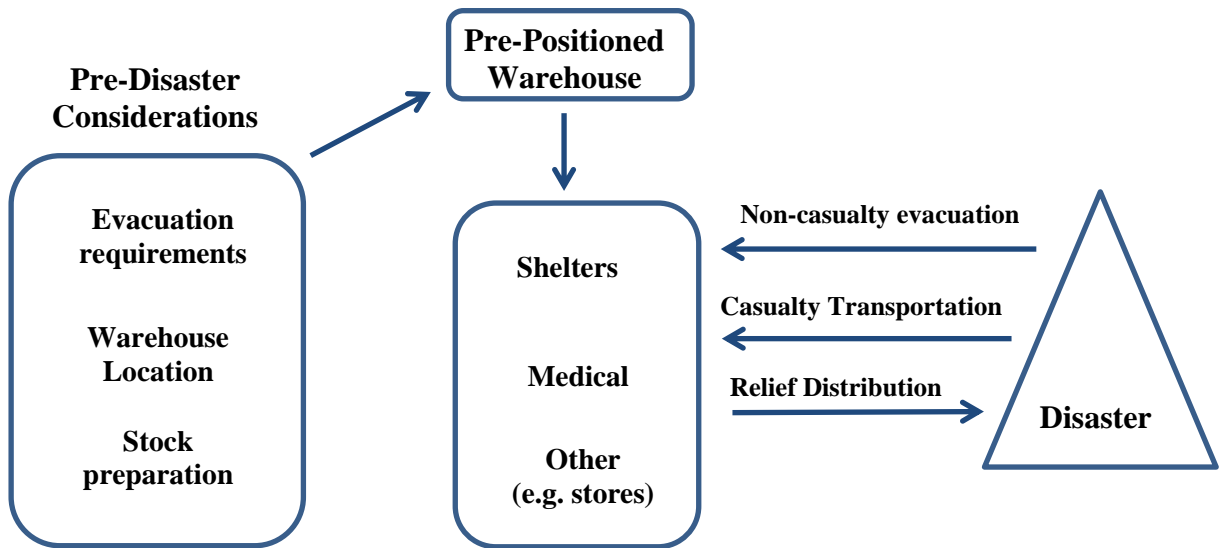 Pre-Disaster
Considerations
Evacuation
requirements
Warehouse
Location
Stock
preparation
Pre-Positioned
Warehouse
Shelters
Medical
Other
(e.g. stores)
Non-casualty evacuation
Casualty Transportation
Relief Distribution
Disaster